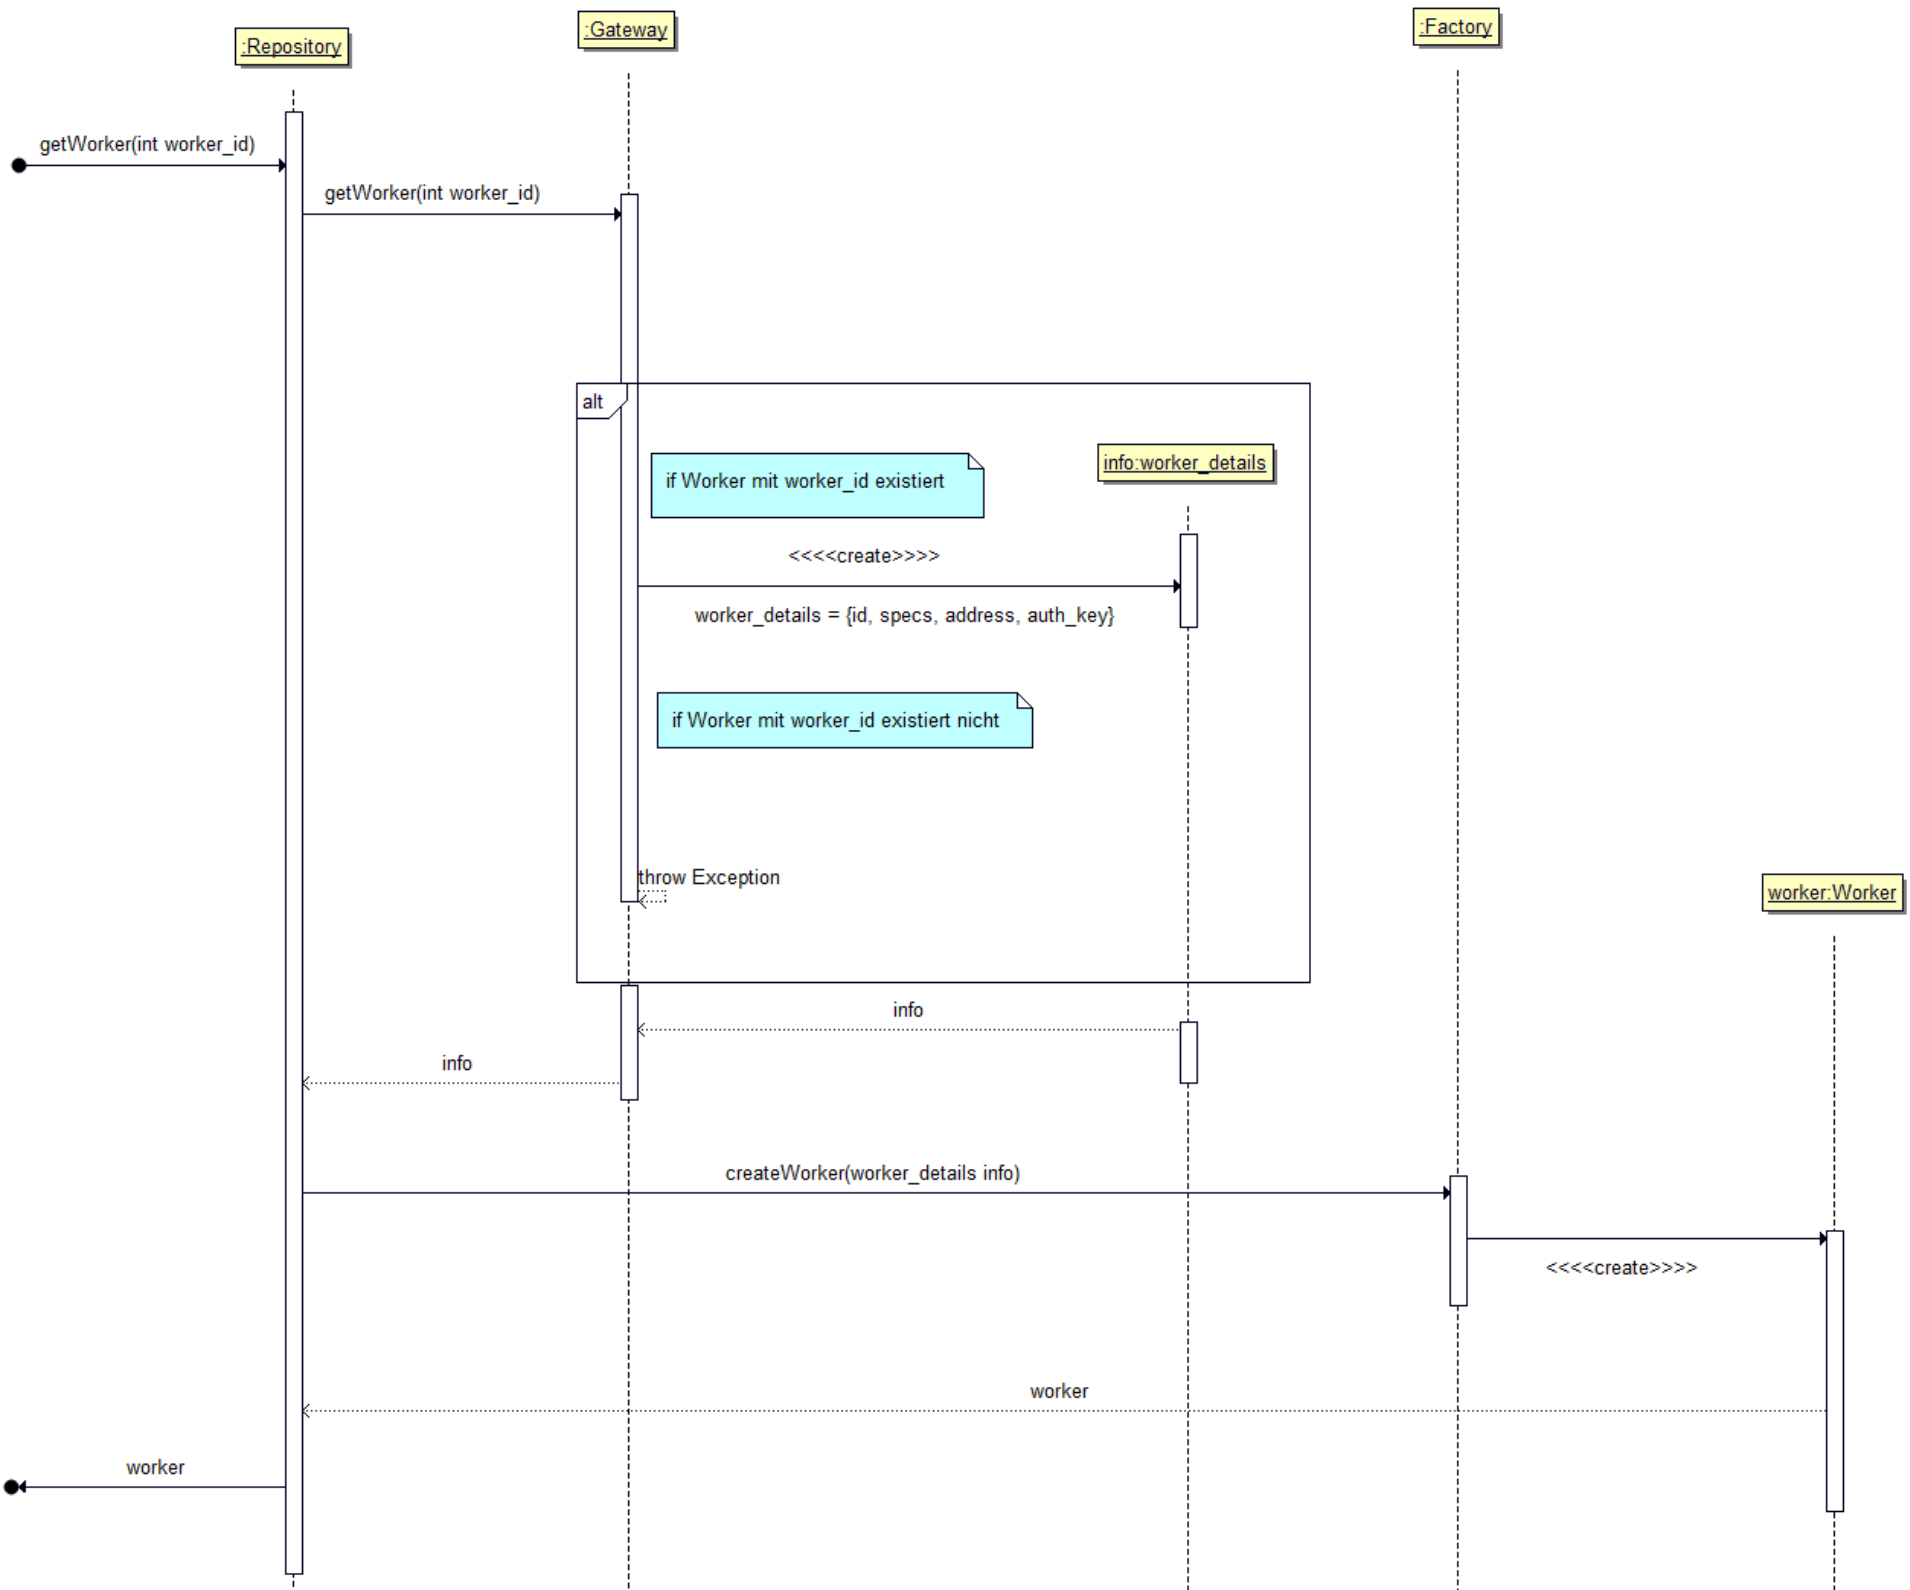 :Repository
:Gateway
:Factory
getWorker(int worker_id)
getWorker(int worker_id)
alt
if Worker mit worker_id existiert
info:worker_details
<<<<create>>>>
worker_details = {id, specs, address, auth_key}
if Worker mit worker_id existiert nicht
throw Exception
worker:Worker
info
info
createWorker(worker_details info)
<<<<create>>>>
worker
worker